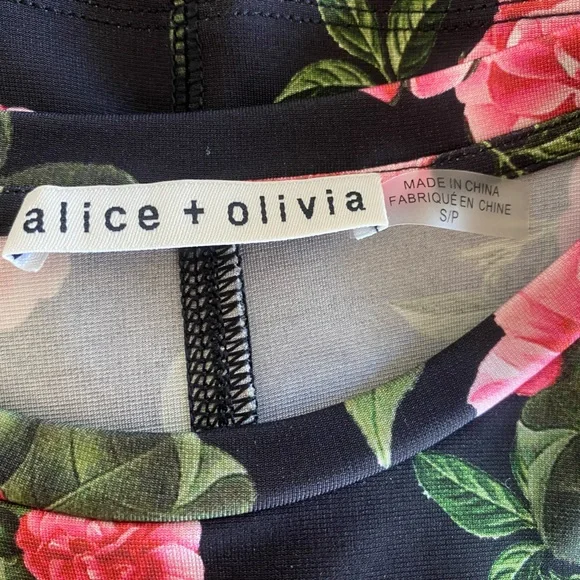 alice + olivia
MADE IN CHINA
FABRIQUÉ EN CHINE
S/P